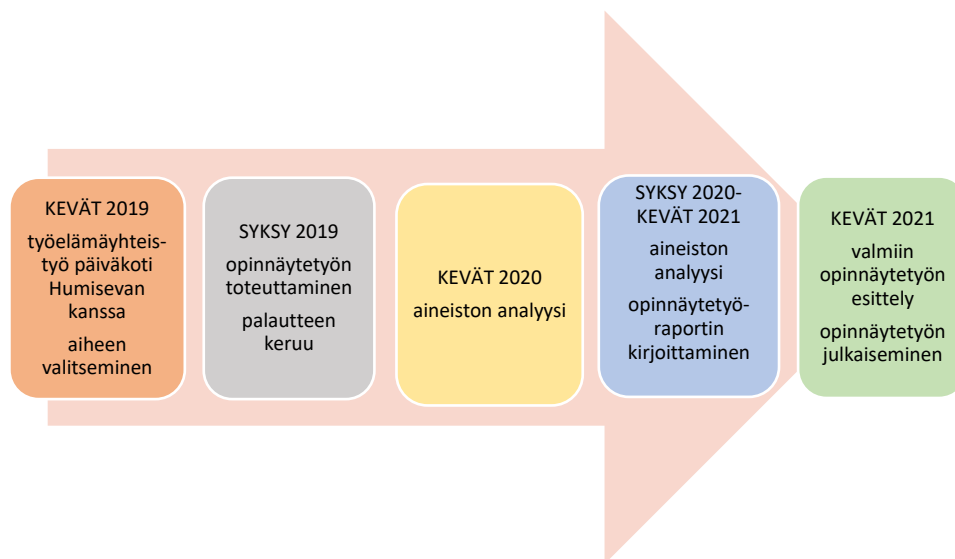 KEVÄT 2019
työelämäyhteis-
työ päiväkoti
Humisevan
kanssa
aiheen
valitseminen
SYKSY 2019
opinnäytetyön
toteuttaminen
palautteen
keruu
KEVÄT 2020
aineiston analyysi
SYKSY 2020-
KEVÄT 2021
aineiston
analyysi
opinnäytetyö-
raportin
kirjoittaminen
KEVÄT 2021
valmiin
opinnäytetyön
esittely
opinnäytetyön
julkaiseminen